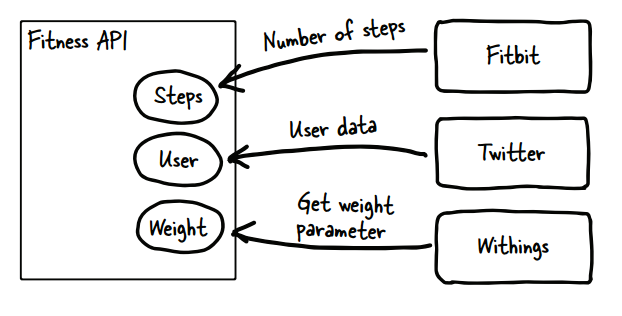 Fitness API
Number of steps
Fitbit
Steps
User data
Twitter
User
Get weight
parameter
Weight
Withings